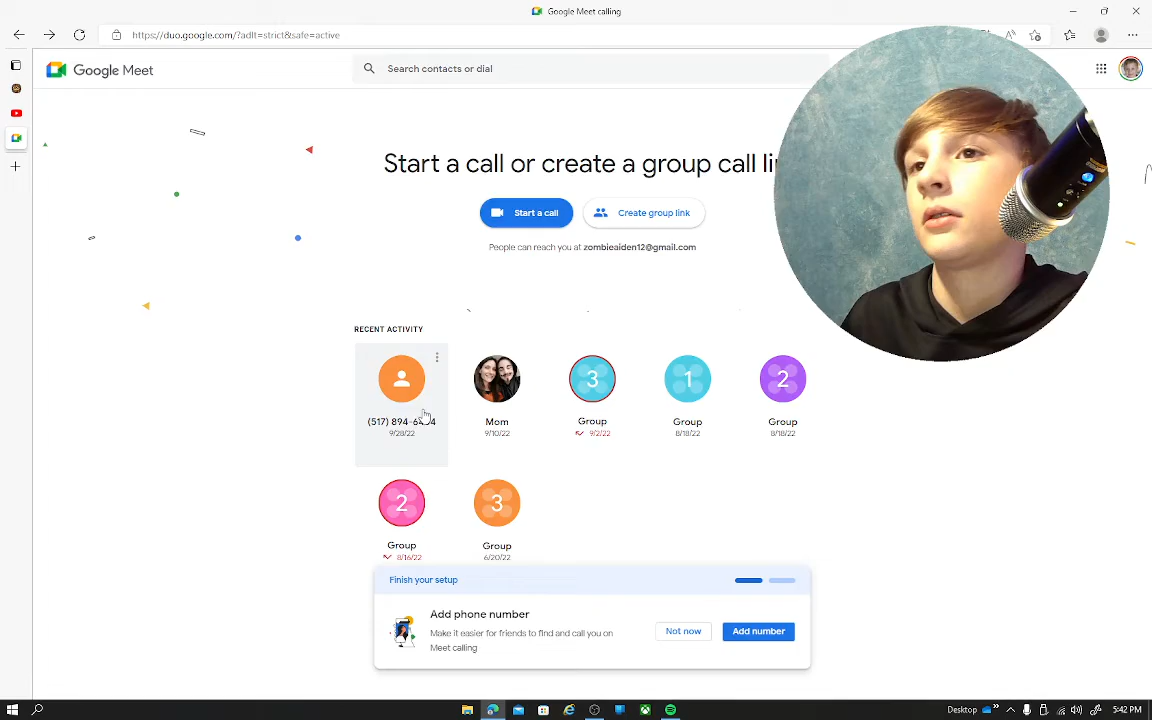 Google Meet calling
https://duo.google.com/?adlt=strict&safe=active
Google Meet
Search contacts or dial
Start a call or create a group call
Start a call
Create group link
People can reach you at zombieaiden12@gmail.com
RECENT ACTIVITY
3
1
2
(517) 894-
Mom
Group
Group
Group
9/28/22
9/10/22
9/2/22
8/18/22
8/18/22
2
3
Group
Group
8/16/22
6/20/22
Finish your setup
Add phone number
Make it easier for friends to find and call you on
Meet calling
Not now
Add number
Desktop
5:42 PM